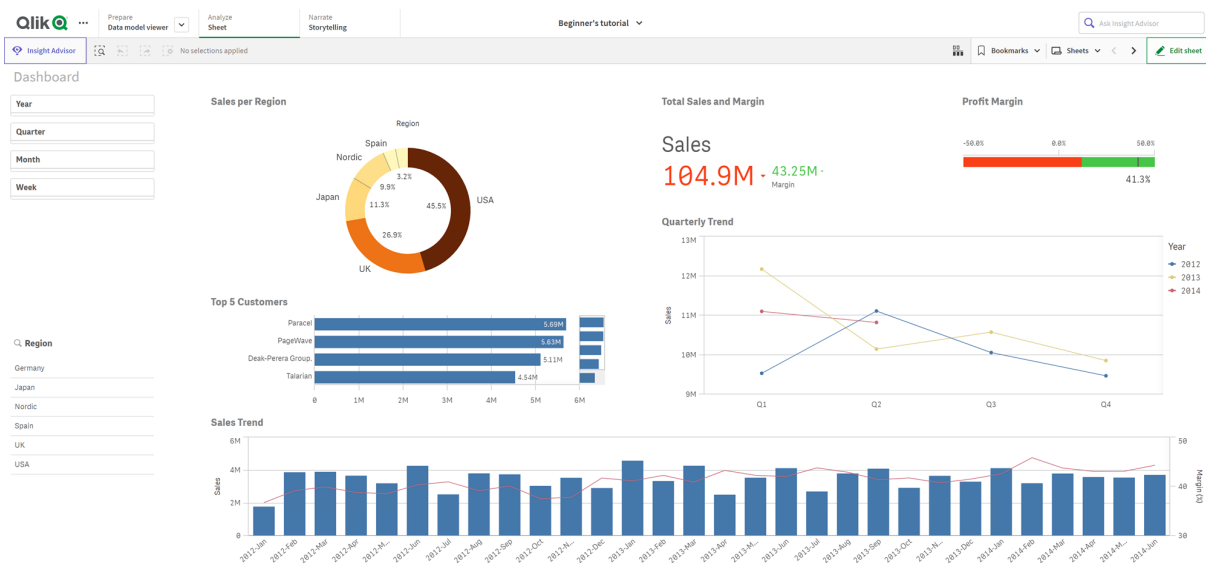 Qlik
Prepare
Data model viewer
Analyze
Sheet
Narrate
Storytelling
Beginner's tutorial
Ask Insight Advisor
Insight Advisor
No selections applied
Bookmarks
Sheets
Edit sheet
Dashboard
Year
Quarter
Month
Week
Region
Germany
Japan
Nordic
Spain
UK
USA
Sales per Region
Region
Spain
Nordic
Japan
UK
USA
3.2%
9.9%
11.3%
26.9%
45.5%
Total Sales and Margin
Sales
104.9M
43.25M
Margin
Profit Margin
-50.0%
0.0%
50.0%
41.3%
Top 5 Customers
Paracel
5.69M
PageWave
5.63M
Deak-Perera Group.
5.11M
Talarian
4.54M
0 1M 2M 3M 4M 5M 6M
Quarterly Trend
13M
12M
11M
10M
9M
Sales
Q1 Q2 Q3 Q4
Year
2012
2013
2014
Sales Trend
6M
4M
2M
0
Sales
50
40
30
Margin (%)
2012-Jan
2012-Feb
2012-Mar
2012-Apr
2012-M...
2012-Jun
2012-Jul
2012-Aug
2012-Sep
2012-Oct
2012-N...
2012-Dec
2013-Jan
2013-Feb
2013-Mar
2013-Apr
2013-M...
2013-Jun
2013-Jul
2013-Aug
2013-Sep
2013-Oct
2013-N...
2013-Dec
2014-Jan
2014-Feb
2014-Mar
2014-Apr
2014-M...
2014-Jun